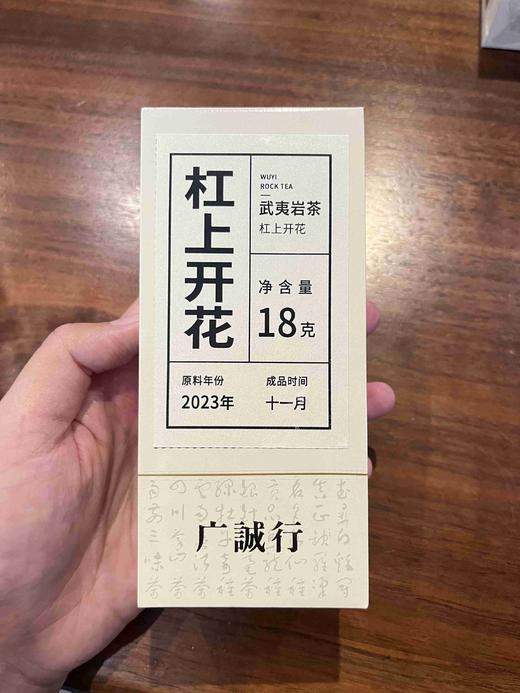 杠上开花
WUYI
ROCK TEA
武夷岩茶
杠上开花
净含量
18克
原料年份
2023年
成品时间
十一月
广誠行